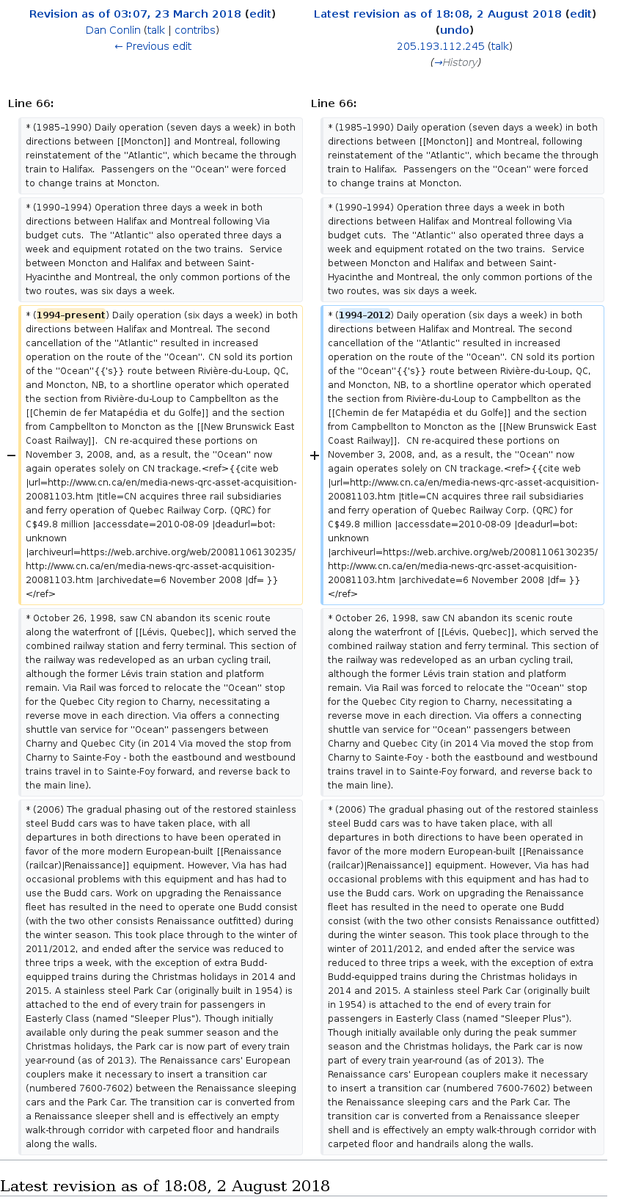 Revision as of 03:07, 23 March 2018 (edit)
Dan Conlin (talk | contribs)
← Previous edit
Latest revision as of 18:08, 2 August 2018 (edit)
(undo)
205.193.112.245 (talk)
(→History)
Line 66:
* (1985–1990) Daily operation (seven days a week) in both
directions between [[Moncton]] and Montreal, following
reinstatement of the ''Atlantic'', which became the through
train to Halifax.  Passengers on the ''Ocean'' were forced
to change trains at Moncton.
* (1990–1994) Operation three days a week in both
directions between Halifax and Montreal following Via
budget cuts.  The ''Atlantic'' also operated three days a
week and equipment rotated on the two trains.  Service
between Moncton and Halifax and between Saint-
Hyacinthe and Montreal, the only common portions of the
two routes, was six days a week.
− * (1994–present) Daily operation (six days a week) in both
directions between Halifax and Montreal. The second
cancellation of the ''Atlantic'' resulted in increased
operation on the route of the ''Ocean''. CN sold its portion
of the ''Ocean''{{'s}} route between Rivière-du-Loup, QC,
and Moncton, NB, to a shortline operator which operated
the section from Rivière-du-Loup to Campbellton as the
[[Chemin de fer Matapédia et du Golfe]] and the section
from Campbellton to Moncton as the [[New Brunswick East
Coast Railway]].  CN re-acquired these portions on
November 3, 2008, and, as a result, the ''Ocean'' now
again operates solely on CN trackage.<ref>{{cite web
|url=http://www.cn.ca/en/media-news-qrc-asset-acquisition-
20081103.htm |title=CN acquires three rail subsidiaries
and ferry operation of Quebec Railway Corp. (QRC) for
C$49.8 million |accessdate=2010-08-09 |deadurl=bot:
unknown
|archiveurl=https://web.archive.org/web/20081106130235/
http://www.cn.ca/en/media-news-qrc-asset-acquisition-
20081103.htm |archivedate=6 November 2008 |df= }}
</ref>
* October 26, 1998, saw CN abandon its scenic route
along the waterfront of [[Lévis, Quebec]], which served the
combined railway station and ferry terminal. This section of
the railway was redeveloped as an urban cycling trail,
although the former Lévis train station and platform
remain. Via Rail was forced to relocate the ''Ocean'' stop
for the Quebec City region to Charny, necessitating a
reverse move in each direction. Via offers a connecting
shuttle van service for ''Ocean'' passengers between
Charny and Quebec City (in 2014 Via moved the stop from
Charny to Sainte-Foy - both the eastbound and westbound
trains travel in to Sainte-Foy forward, and reverse back to
the main line).
* (2006) The gradual phasing out of the restored stainless
steel Budd cars was to have taken place, with all
departures in both directions to have been operated in
favor of the more modern European-built [[Renaissance
(railcar)|Renaissance]] equipment. However, Via has had
occasional problems with this equipment and has had to
use the Budd cars. Work on upgrading the Renaissance
fleet has resulted in the need to operate one Budd consist
(with the two other consists Renaissance outfitted) during
the winter season. This took place through to the winter of
2011/2012, and ended after the service was reduced to
three trips a week, with the exception of extra Budd-
equipped trains during the Christmas holidays in 2014 and
2015. A stainless steel Park Car (originally built in 1954) is
attached to the end of every train for passengers in
Easterly Class (named "Sleeper Plus"). Though initially
available only during the peak summer season and the
Christmas holidays, the Park car is now part of every train
year-round (as of 2013). The Renaissance cars' European
couplers make it necessary to insert a transition car
(numbered 7600-7602) between the Renaissance sleeping
cars and the Park Car. The transition car is converted from
a Renaissance sleeper shell and is effectively an empty
walk-through corridor with carpeted floor and handrails
along the walls.
Line 66:
* (1985–1990) Daily operation (seven days a week) in both
directions between [[Moncton]] and Montreal, following
reinstatement of the ''Atlantic'', which became the through
train to Halifax.  Passengers on the ''Ocean'' were forced
to change trains at Moncton.
* (1990–1994) Operation three days a week in both
directions between Halifax and Montreal following Via
budget cuts.  The ''Atlantic'' also operated three days a
week and equipment rotated on the two trains.  Service
between Moncton and Halifax and between Saint-
Hyacinthe and Montreal, the only common portions of the
two routes, was six days a week.
+ * (1994–2012) Daily operation (six days a week) in both
directions between Halifax and Montreal. The second
cancellation of the ''Atlantic'' resulted in increased
operation on the route of the ''Ocean''. CN sold its portion
of the ''Ocean''{{'s}} route between Rivière-du-Loup, QC,
and Moncton, NB, to a shortline operator which operated
the section from Rivière-du-Loup to Campbellton as the
[[Chemin de fer Matapédia et du Golfe]] and the section
from Campbellton to Moncton as the [[New Brunswick East
Coast Railway]].  CN re-acquired these portions on
November 3, 2008, and, as a result, the ''Ocean'' now
again operates solely on CN trackage.<ref>{{cite web
|url=http://www.cn.ca/en/media-news-qrc-asset-acquisition-
20081103.htm |title=CN acquires three rail subsidiaries
and ferry operation of Quebec Railway Corp. (QRC) for
C$49.8 million |accessdate=2010-08-09 |deadurl=bot:
unknown
|archiveurl=https://web.archive.org/web/20081106130235/
http://www.cn.ca/en/media-news-qrc-asset-acquisition-
20081103.htm |archivedate=6 November 2008 |df= }}
</ref>
* October 26, 1998, saw CN abandon its scenic route
along the waterfront of [[Lévis, Quebec]], which served the
combined railway station and ferry terminal. This section of
the railway was redeveloped as an urban cycling trail,
although the former Lévis train station and platform
remain. Via Rail was forced to relocate the ''Ocean'' stop
for the Quebec City region to Charny, necessitating a
reverse move in each direction. Via offers a connecting
shuttle van service for ''Ocean'' passengers between
Charny and Quebec City (in 2014 Via moved the stop from
Charny to Sainte-Foy - both the eastbound and westbound
trains travel in to Sainte-Foy forward, and reverse back to
the main line).
* (2006) The gradual phasing out of the restored stainless
steel Budd cars was to have taken place, with all
departures in both directions to have been operated in
favor of the more modern European-built [[Renaissance
(railcar)|Renaissance]] equipment. However, Via has had
occasional problems with this equipment and has had to
use the Budd cars. Work on upgrading the Renaissance
fleet has resulted in the need to operate one Budd
consist (with the two other consists Renaissance outfitted)
during the winter season. This took place through to the
winter of 2011/2012, and ended after the service was
reduced to three trips a week, with the exception of extra
Budd-equipped trains during the Christmas holidays in
2014 and 2015. A stainless steel Park Car (originally built
in 1954) is attached to the end of every train for
passengers in Easterly Class (named "Sleeper Plus").
Though initially available only during the peak summer
season and the Christmas holidays, the Park car is now
part of every train year-round (as of 2013). The
Renaissance cars' European couplers make it necessary
to insert a transition car (numbered 7600-7602) between
the Renaissance sleeping cars and the Park Car. The
transition car is converted from a Renaissance sleeper
shell and is effectively an empty walk-through corridor with
carpeted floor and handrails along the walls.
Latest revision as of 18:08, 2 August 2018